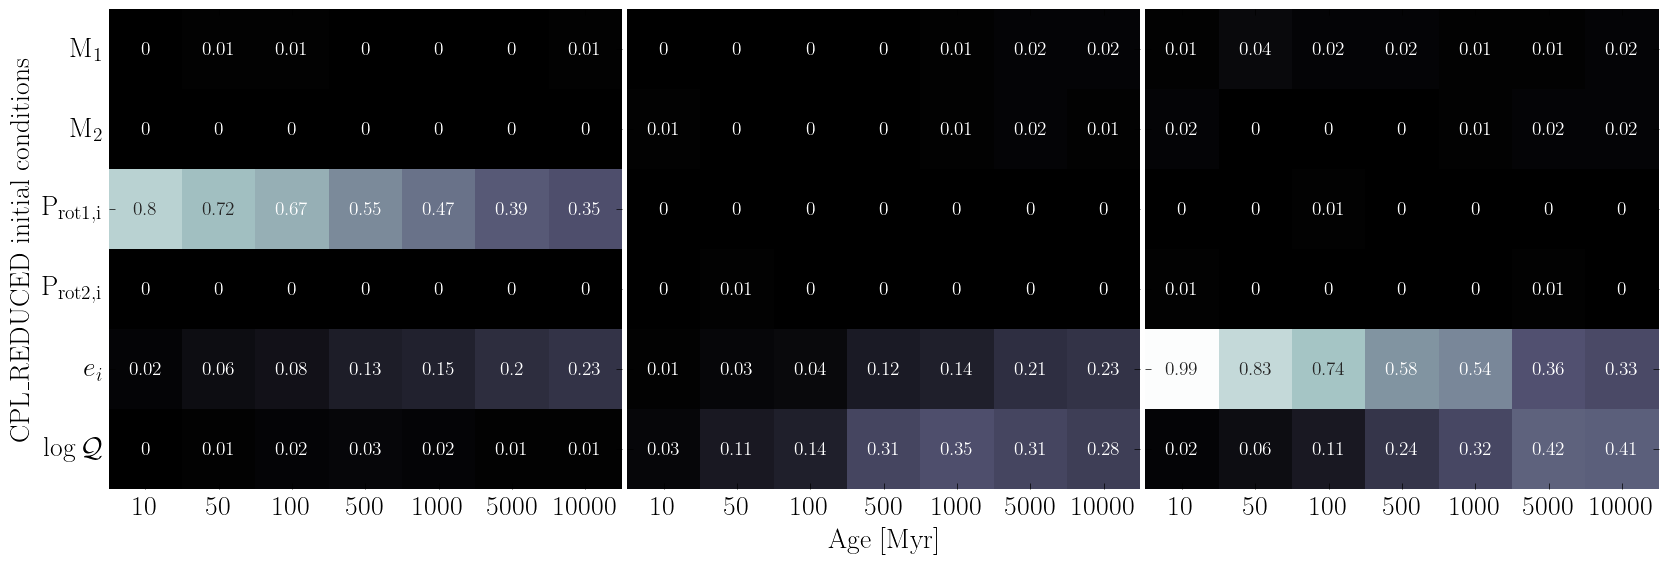 CPLREDUCED initial conditions
M1 0 0.01 0.01 0 0 0 0.01 0 0 0 0 0.01 0.02 0.02 0.01 0.04 0.02 0.02 0.01 0.01 0.02
M2 0 0 0 0 0 0 0 0.01 0 0 0 0.01 0.02 0.01 0.02 0 0 0 0.01 0.02 0.02
Prot1,i 0.8 0.72 0.67 0.55 0.47 0.39 0.35 0 0 0 0 0 0 0 0 0 0.01 0 0 0 0
Prot2,i 0 0 0 0 0 0 0 0 0.01 0 0 0 0 0 0.01 0 0 0 0 0.01 0
ei 0.02 0.06 0.08 0.13 0.15 0.2 0.23 0.01 0.03 0.04 0.12 0.14 0.21 0.23 0.99 0.83 0.74 0.58 0.54 0.36 0.33
log Q 0 0.01 0.02 0.03 0.02 0.01 0.01 0.03 0.11 0.14 0.31 0.35 0.31 0.28 0.02 0.06 0.11 0.24 0.32 0.42 0.41
10 50 100 500 1000 5000 10000 10 50 100 500 1000 5000 10000 10 50 100 500 1000 5000 10000
Age [Myr]